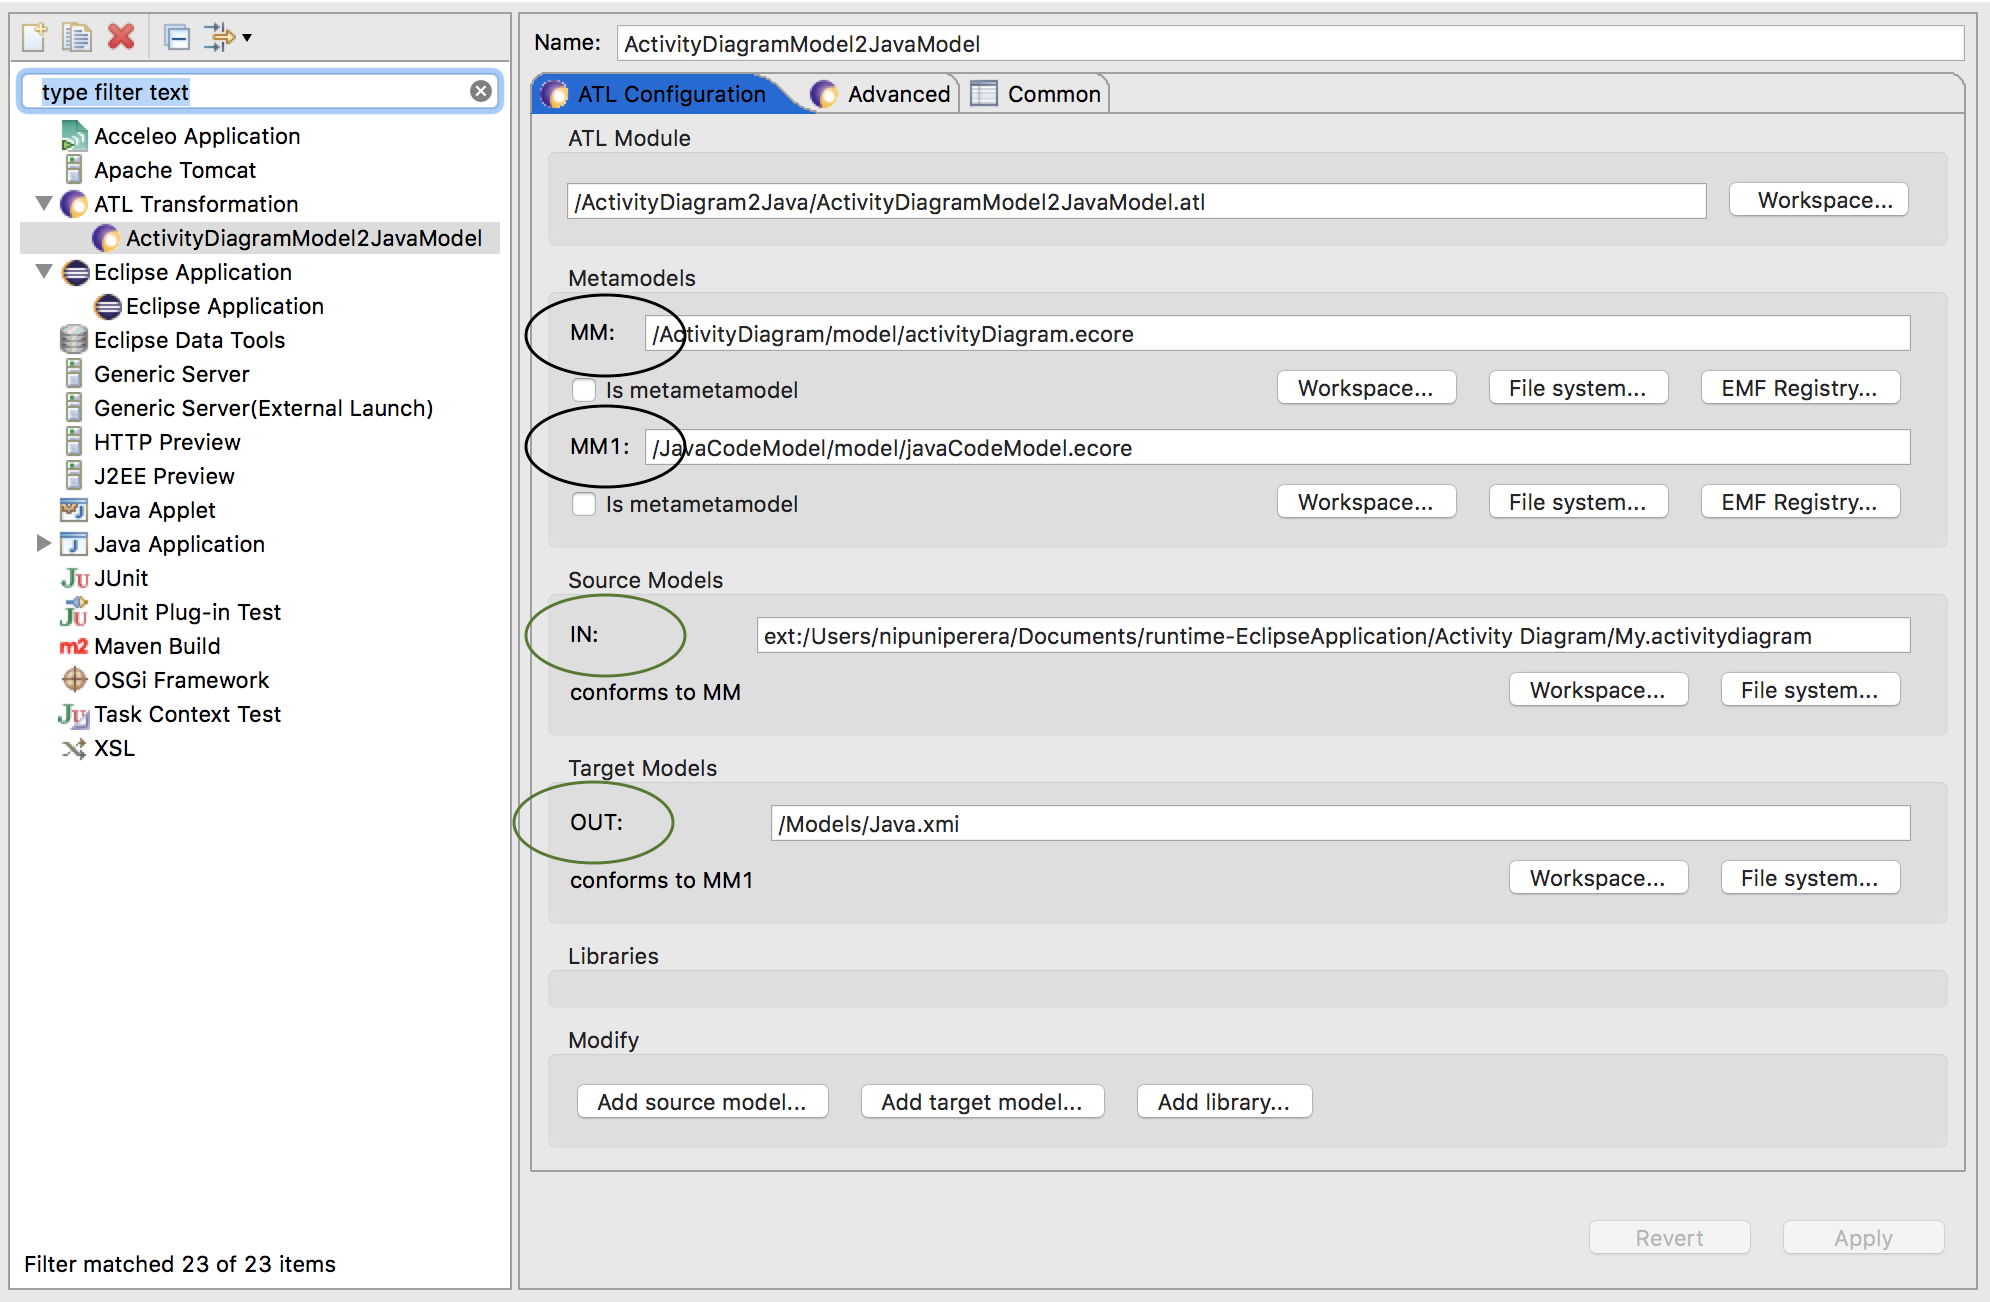 type filter text
Acceleo Application
Apache Tomcat
ATL Transformation
ActivityDiagramModel2JavaModel
Eclipse Application
Eclipse Application
Eclipse Data Tools
Generic Server
Generic Server(External Launch)
HTTP Preview
J2EE Preview
Java Applet
Java Application
JUnit
JUnit Plug-in Test
Maven Build
OSGi Framework
Task Context Test
XSL
Filter matched 23 of 23 items
Name: ActivityDiagramModel2JavaModel
ATL Configuration Advanced Common
ATL Module
/ActivityDiagram2Java/ActivityDiagramModel2JavaModel.atl Workspace...
Metamodels
MM: /ActivityDiagram/model/activityDiagram.ecore
Is metametamodel Workspace... File system... EMF Registry...
MM1: /JavaCodeModel/model/javaCodeModel.ecore
Is metametamodel Workspace... File system... EMF Registry...
Source Models
IN: ext:/Users/nipuniperera/Documents/runtime-EclipseApplication/Activity Diagram/My.activitydiagram
conforms to MM Workspace... File system...
Target Models
OUT: /Models/Java.xmi
conforms to MM1 Workspace... File system...
Libraries
Modify
Add source model... Add target model... Add library...
Revert Apply